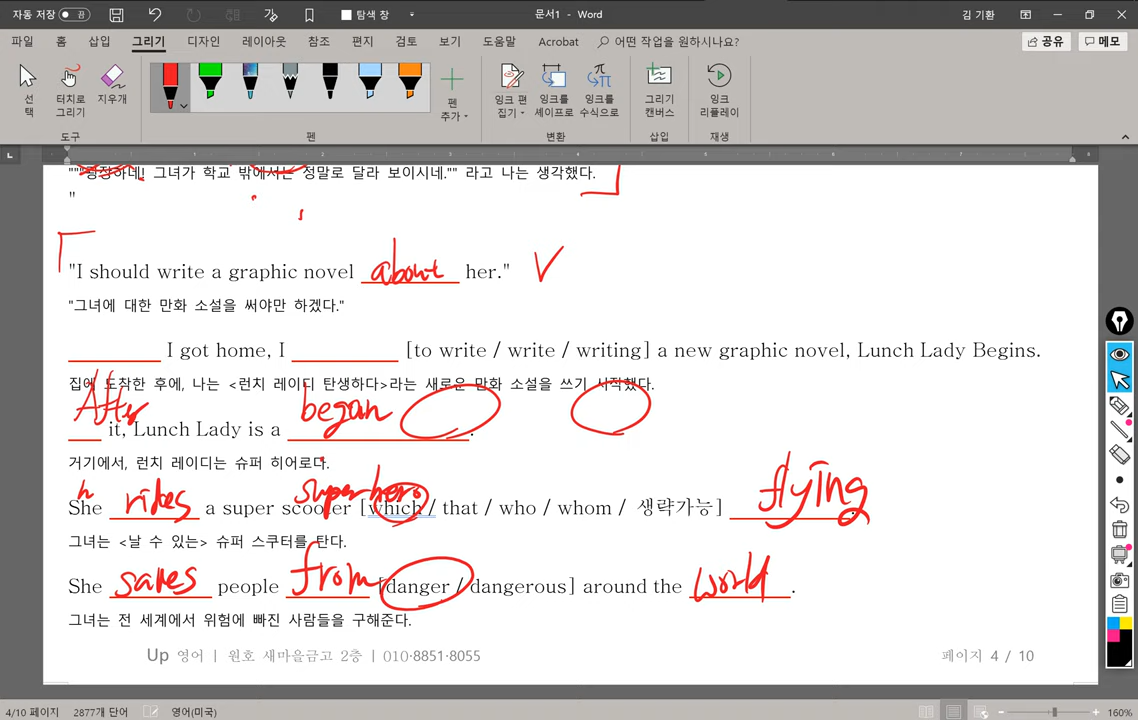 자동 저장 끔 탐색 창 문서1 - Word 김 기환
파일 홈 삽입 그리기 디자인 레이아웃 참조 편지 검토 보기 도움말 Acrobat 어떤 작업을 원하시나요? 공유 메모
선택 터치로 그리기 지우개 펜 추가 잉크 편집기 잉크를 셰이프로 잉크를 수식으로 그리기 캔버스 잉크 리플레이
도구 펜 변환 삽입 재생
그녀가 학교 밖에서는 정말로 달라 보이시네."" 라고 나는 생각했다.
"
"I should write a graphic novel about her."
"그녀에 대한 만화 소설을 써야만 하겠다."
I got home, I [to write / write / writing] a new graphic novel, Lunch Lady Begins.
집에 도착한 후에, 나는 <런치 레이디 탄생하다>라는 새로운 만화 소설을 쓰기 시작했다.
After began
it, Lunch Lady is a .
거기에서, 런치 레이디는 슈퍼 히어로다.
superhero flying
She rides a super scooter [which / that / who / whom / 생략가능]
그녀는 <날 수 있는> 슈퍼 스쿠터를 탄다.
She saves people from [danger / dangerous] around the world.
그녀는 전 세계에서 위험에 빠진 사람들을 구해준다.
Up 영어 | 원호 새마을금고 2층 | 010·8851·8055 페이지 4 / 10
4/10 페이지 2877개 단어 영어(미국) 160%